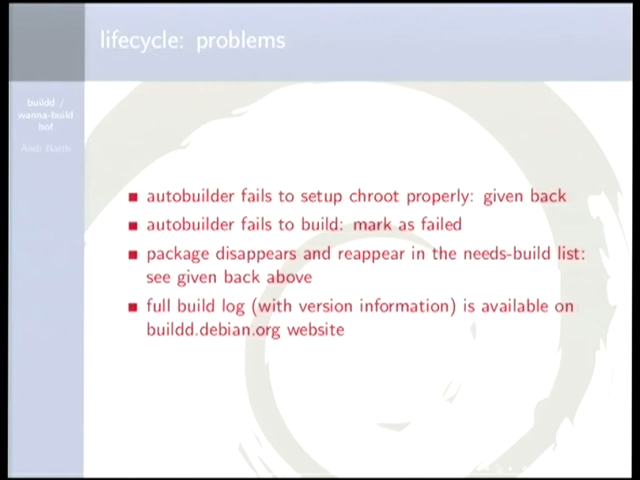 lifecycle: problems
buildd /
wanna-build
bof
Andi Barth
autobuilder fails to setup chroot properly: given back
autobuilder fails to build: mark as failed
package disappears and reappear in the needs-build list:
see given back above
full build log (with version information) is available on
buildd.debian.org website